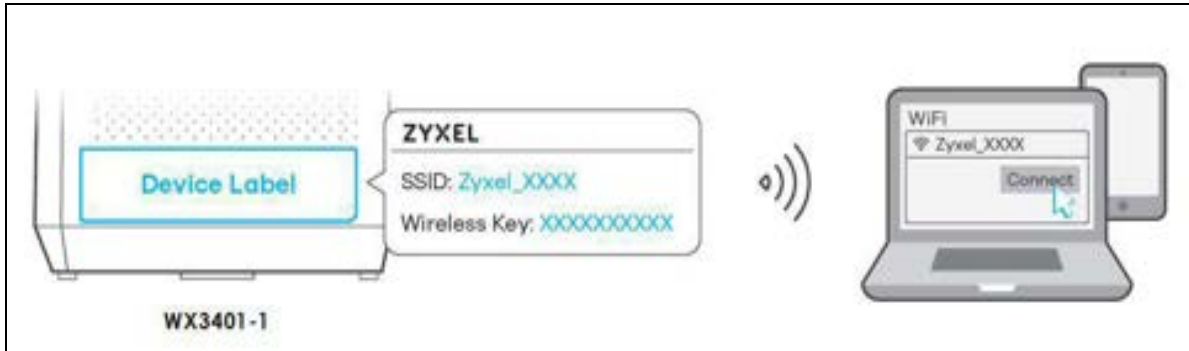 Device Label
ZYXEL
SSID: Zyxel_XXXX
Wireless Key: XXXXXXXXXX
WX3401-1
WiFi
Zyxel_XXXX
Connect